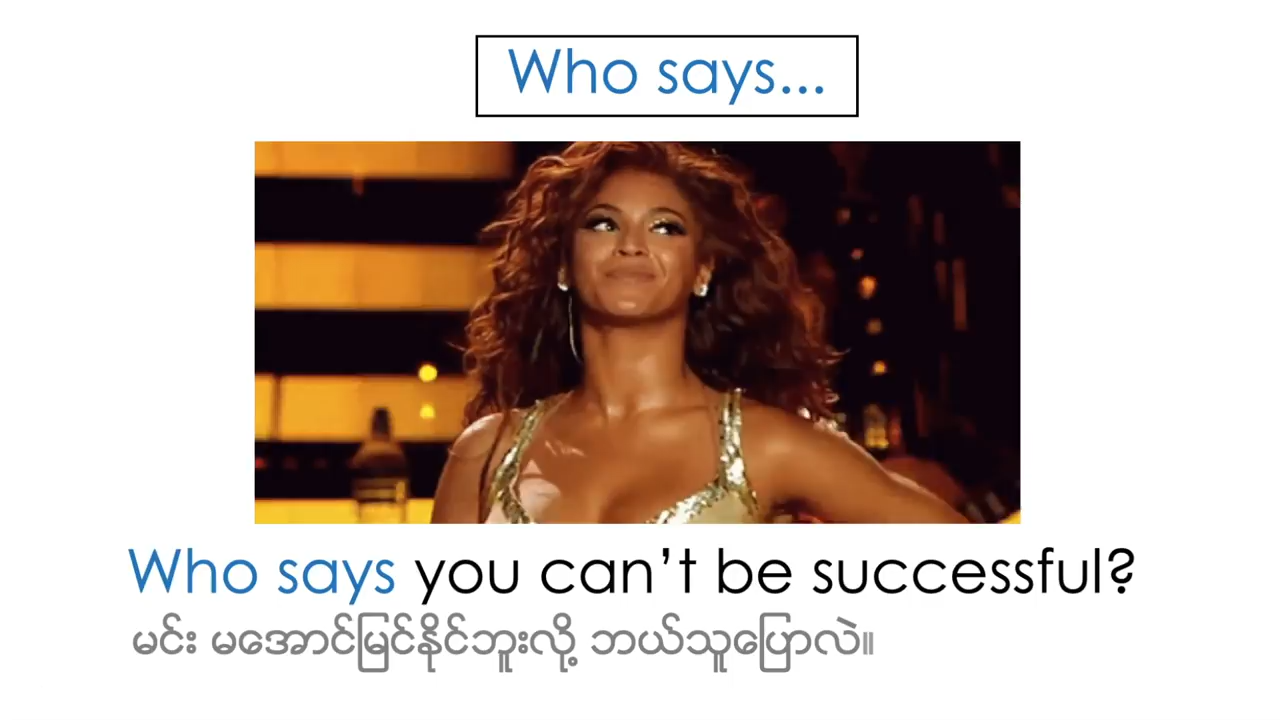 Who says...
Who says you can’t be successful?
မင်း မအောင်မြင်နိုင်ဘူးလို့ ဘယ်သူပြောလဲ။